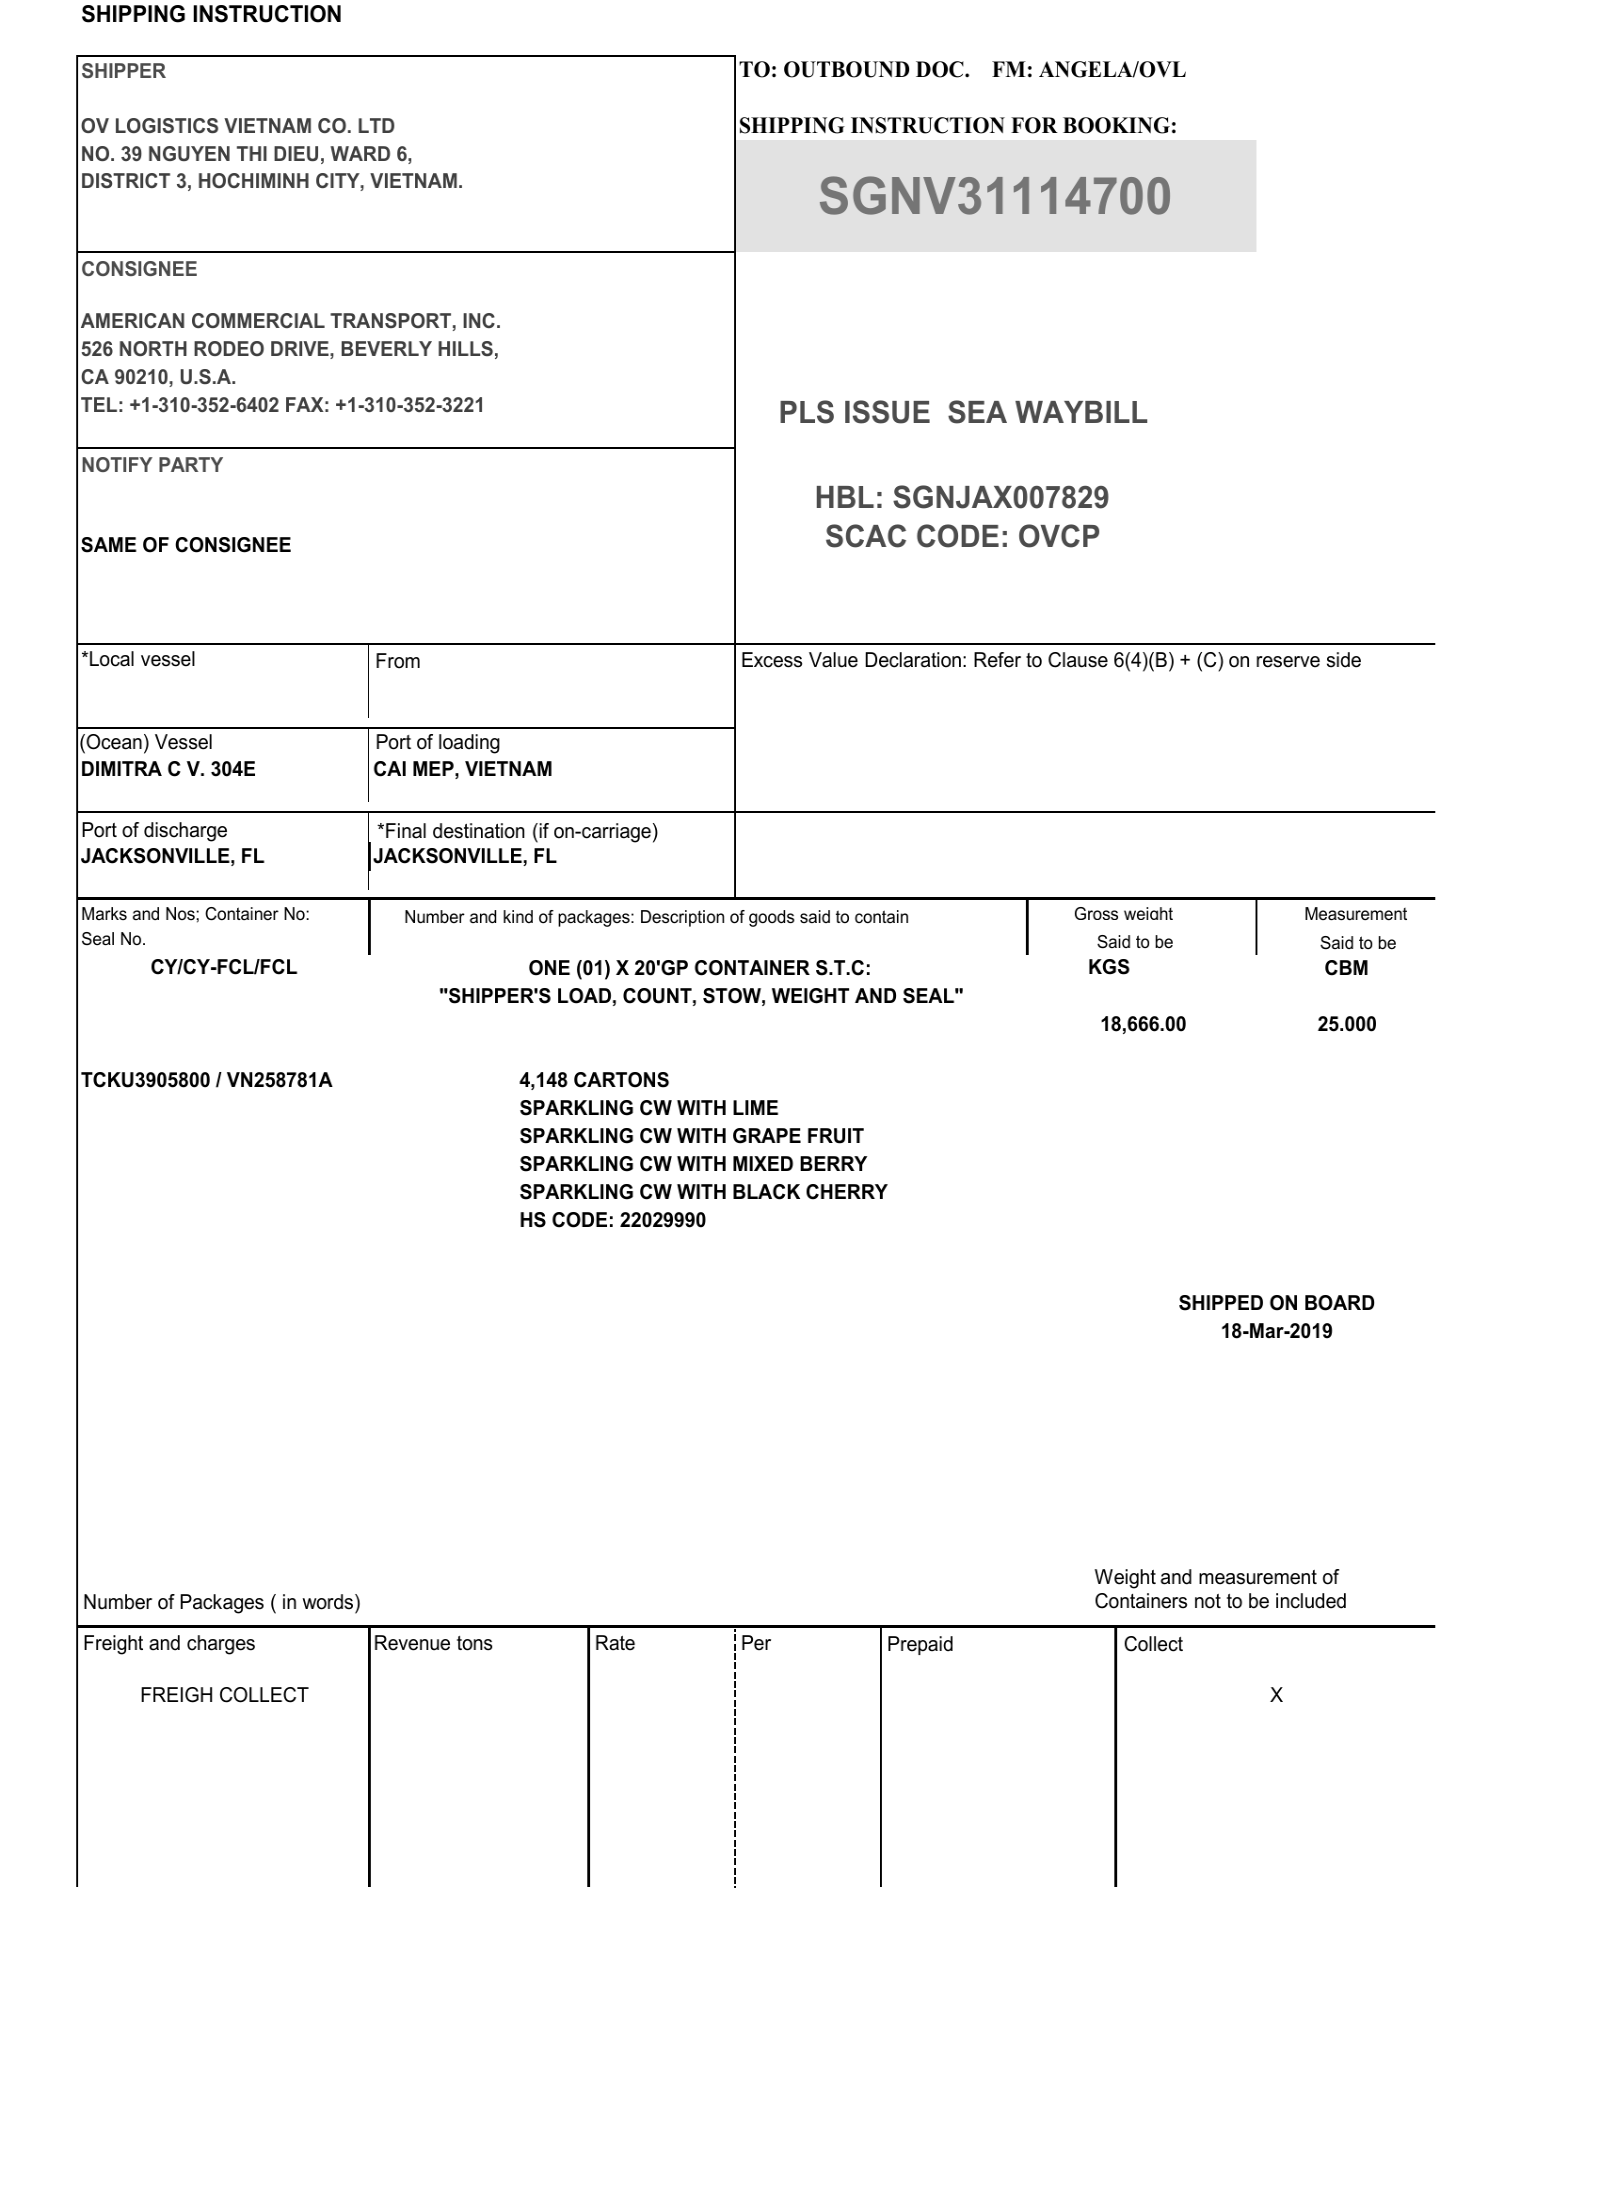 SHIPPING INSTRUCTION
SHIPPER
OV LOGISTICS VIETNAM CO. LTD
NO. 39 NGUYEN THI DIEU, WARD 6,
DISTRICT 3, HOCHIMINH CITY, VIETNAM.
TO: OUTBOUND DOC. FM: ANGELA/OVL
SHIPPING INSTRUCTION FOR BOOKING:
SGNV31114700
CONSIGNEE
AMERICAN COMMERCIAL TRANSPORT, INC.
526 NORTH RODEO DRIVE, BEVERLY HILLS,
CA 90210, U.S.A.
TEL: +1-310-352-6402 FAX: +1-310-352-3221
PLS ISSUE SEA WAYBILL
HBL: SGNJAX007829
SCAC CODE: OVCP
NOTIFY PARTY
SAME OF CONSIGNEE
*Local vessel
From
Excess Value Declaration: Refer to Clause 6(4)(B) + (C) on reserve side
(Ocean) Vessel
DIMITRA C V. 304E
Port of loading
CAI MEP, VIETNAM
Port of discharge
JACKSONVILLE, FL
*Final destination (if on-carriage)
JACKSONVILLE, FL
Marks and Nos; Container No:
Seal No.
Number and kind of packages: Description of goods said to contain
Gross weight
Said to be
Measurement
Said to be
CY/CY-FCL/FCL
ONE (01) X 20'GP CONTAINER S.T.C:
KGS
CBM
"SHIPPER'S LOAD, COUNT, STOW, WEIGHT AND SEAL"
18,666.00
25.000
TCKU3905800 / VN258781A
4,148 CARTONS
SPARKLING CW WITH LIME
SPARKLING CW WITH GRAPE FRUIT
SPARKLING CW WITH MIXED BERRY
SPARKLING CW WITH BLACK CHERRY
HS CODE: 22029990
SHIPPED ON BOARD
18-Mar-2019
Number of Packages ( in words)
Weight and measurement of
Containers not to be included
Freight and charges
Revenue tons
Rate
Per
Prepaid
Collect
FREIGH COLLECT
X